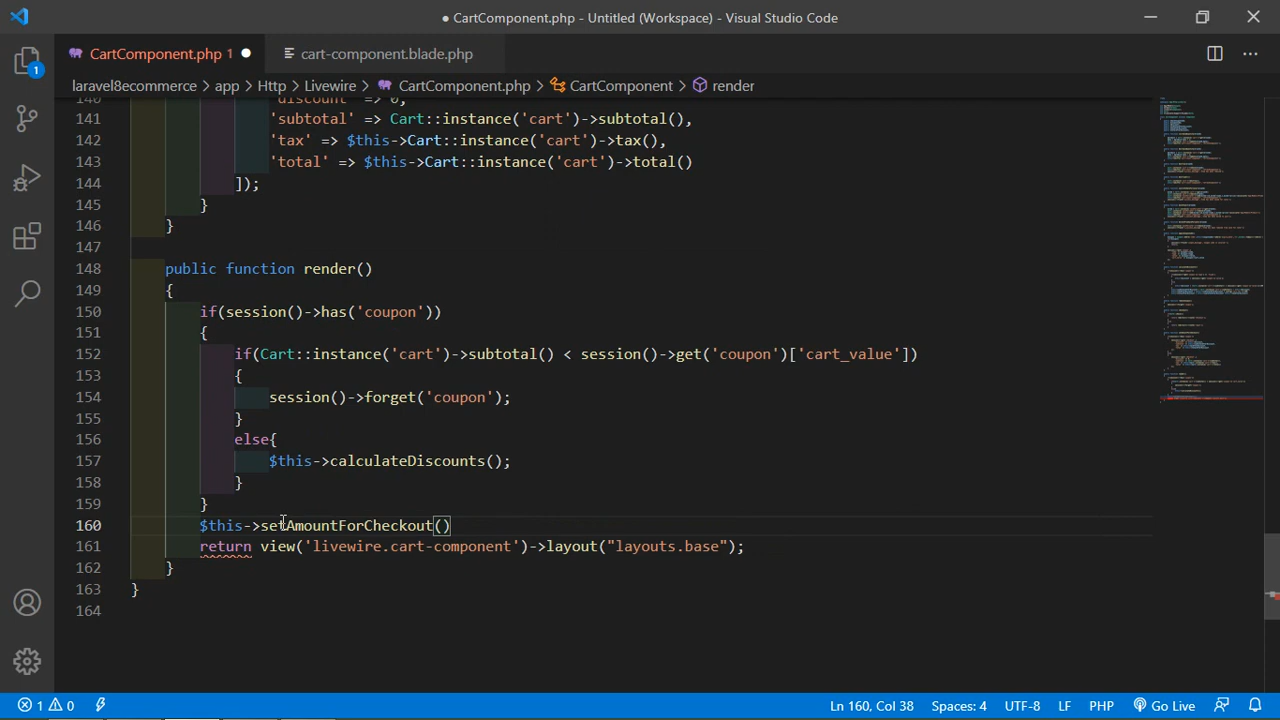 ● CartComponent.php - Untitled (Workspace) - Visual Studio Code
CartComponent.php 1 ●
cart-component.blade.php
laravel8ecommerce > app > Http > Livewire > CartComponent.php > CartComponent > render
140 'discount' => 0,
141 'subtotal' => Cart::instance('cart')->subtotal(),
142 'tax' => $this->Cart::instance('cart')->tax(),
143 'total' => $this->Cart::instance('cart')->total()
144 ]);
145 }
146 }
147
148 public function render()
149 {
150 if(session()->has('coupon'))
151 {
152 if(Cart::instance('cart')->subtotal() < session()->get('coupon')['cart_value'])
153 {
154 session()->forget('coupon');
155 }
156 else{
157 $this->calculateDiscounts();
158 }
159 }
160 $this->setAmountForCheckout()
161 return view('livewire.cart-component')->layout("layouts.base");
162 }
163 }
164
1
1 0 Ln 160, Col 38 Spaces: 4 UTF-8 LF PHP Go Live